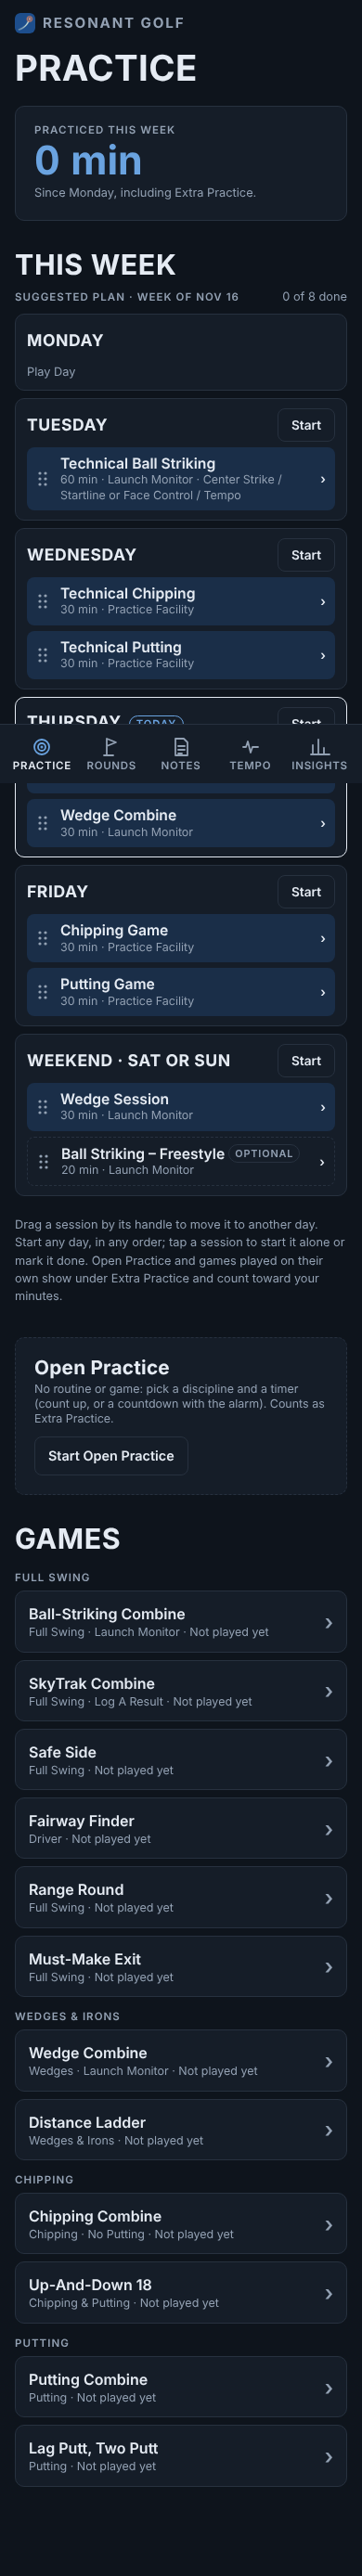 RESONANT GOLF
PRACTICE
PRACTICED THIS WEEK
0 min
Since Monday, including Extra Practice.
THIS WEEK
SUGGESTED PLAN · WEEK OF NOV 16
0 of 8 done
MONDAY
Play Day
TUESDAY
Start
Technical Ball Striking
60 min · Launch Monitor · Center Strike /
Startline or Face Control / Tempo
WEDNESDAY
Start
Technical Chipping
30 min · Practice Facility
Technical Putting
30 min · Practice Facility
THURSDAY
TODAY
Start
PRACTICE
ROUNDS
NOTES
TEMPO
INSIGHTS
Wedge Combine
30 min · Launch Monitor
FRIDAY
Start
Chipping Game
30 min · Practice Facility
Putting Game
30 min · Practice Facility
WEEKEND · SAT OR SUN
Start
Wedge Session
30 min · Launch Monitor
Ball Striking – Freestyle
OPTIONAL
20 min · Launch Monitor
Drag a session by its handle to move it to another day.
Start any day, in any order; tap a session to start it alone or
mark it done. Open Practice and games played on their
own show under Extra Practice and count toward your
minutes.
Open Practice
No routine or game: pick a discipline and a timer
(count up, or a countdown with the alarm). Counts as
Extra Practice.
Start Open Practice
GAMES
FULL SWING
Ball-Striking Combine
Full Swing · Launch Monitor · Not played yet
SkyTrak Combine
Full Swing · Log A Result · Not played yet
Safe Side
Full Swing · Not played yet
Fairway Finder
Driver · Not played yet
Range Round
Full Swing · Not played yet
Must-Make Exit
Full Swing · Not played yet
WEDGES & IRONS
Wedge Combine
Wedges · Launch Monitor · Not played yet
Distance Ladder
Wedges & Irons · Not played yet
CHIPPING
Chipping Combine
Chipping · No Putting · Not played yet
Up-And-Down 18
Chipping & Putting · Not played yet
PUTTING
Putting Combine
Putting · Not played yet
Lag Putt, Two Putt
Putting · Not played yet